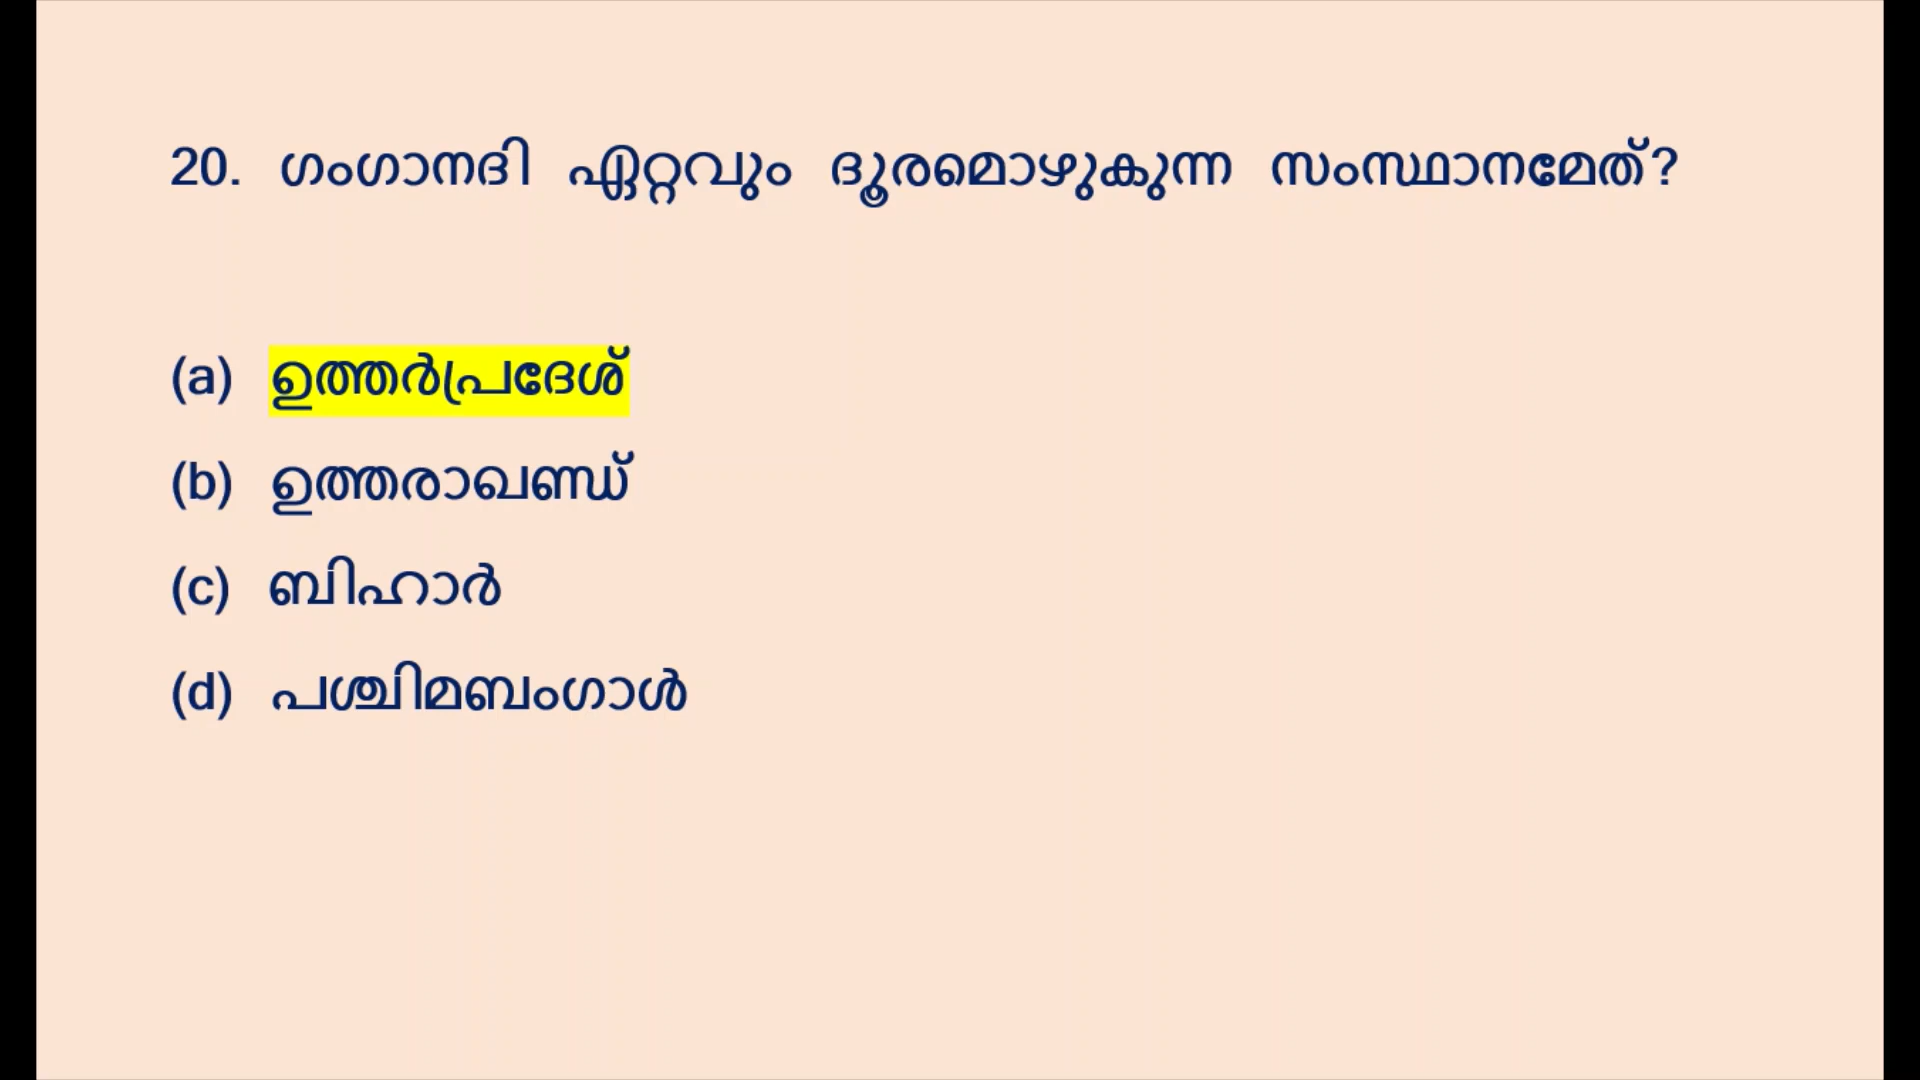 20. ഗംഗാനദി ഏറ്റവും ദൂരമൊഴുകുന്ന സംസ്ഥാനമേത്?
(a) ഉത്തർപ്രദേശ്
(b) ഉത്തരാഖണ്ഡ്
(c) ബിഹാർ
(d) പശ്ചിമബംഗാൾ